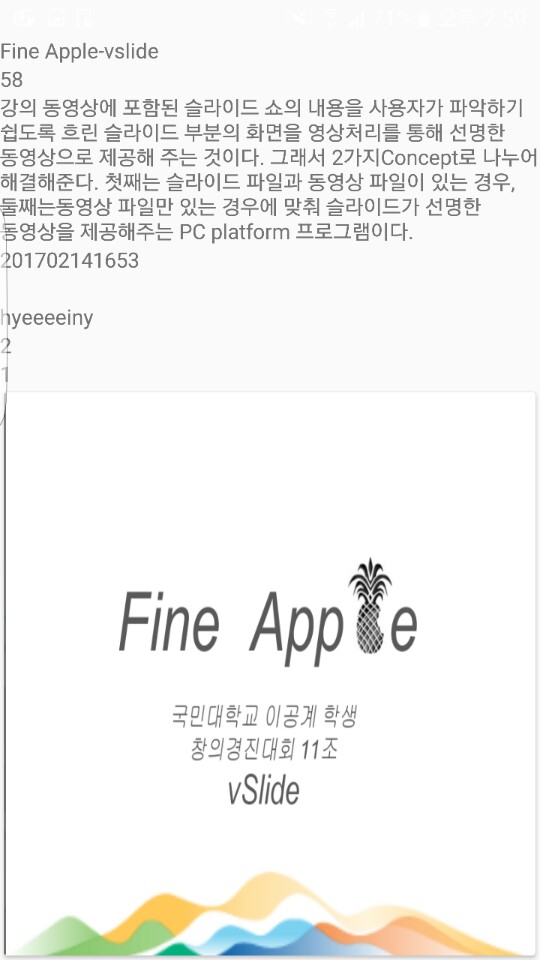 71%
Fine Apple-vslide
58
강의 동영상에 포함된 슬라이드 쇼의 내용을 사용자가 파악하기
쉽도록 흐린 슬라이드 부분의 화면을 영상처리를 통해 선명한
동영상으로 제공해 주는 것이다. 그래서 2가지Concept로 나누어
해결해준다. 첫째는 슬라이드 파일과 동영상 파일이 있는 경우,
둘째는동영상 파일만 있는 경우에 맞춰 슬라이드가 선명한
동영상을 제공해주는 PC platform 프로그램이다.
201702141653
hyeeeeiny
2
1
Fine Apple
국민대학교 이공계 학생
창의경진대회 11조
vSlide